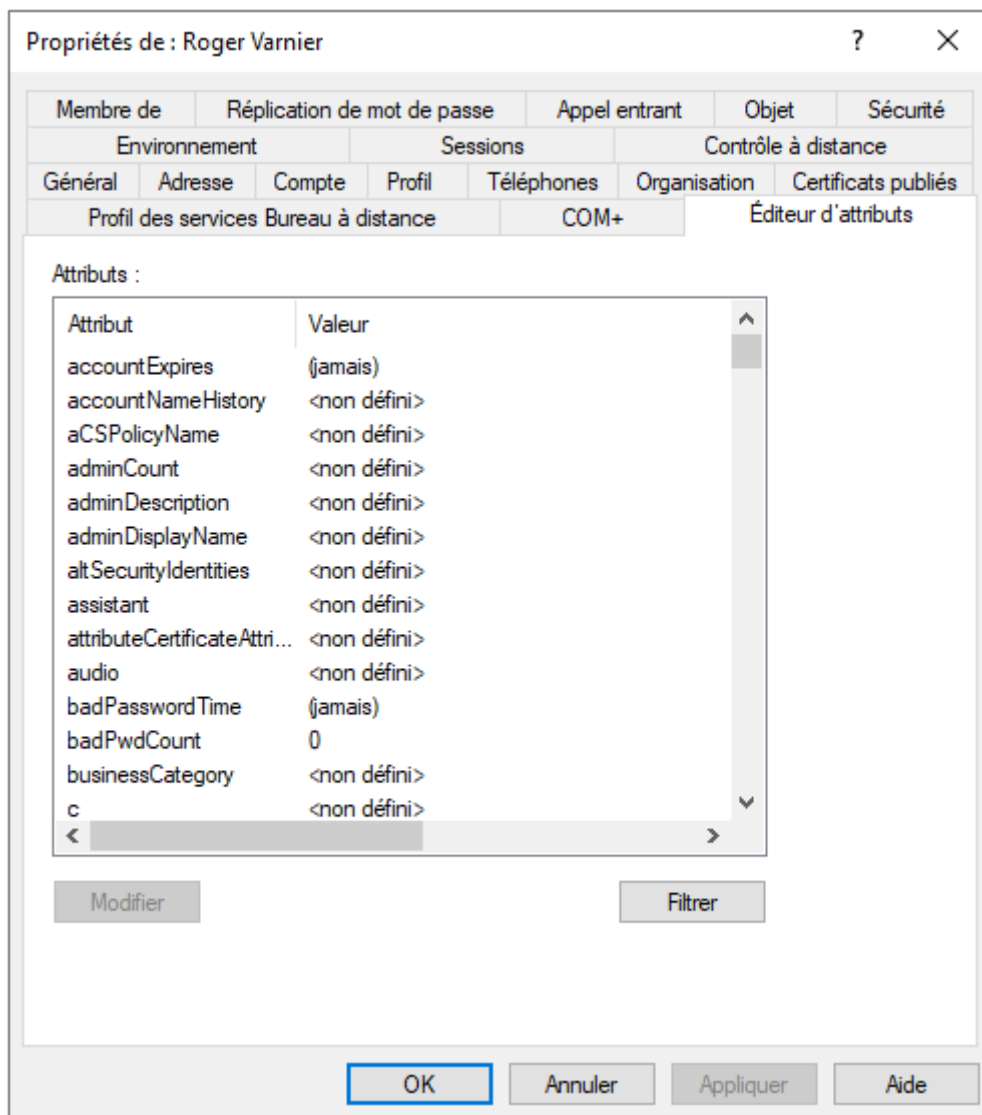 Propriétés de : Roger Varnier ? ×
Membre de Réplication de mot de passe Appel entrant Objet Sécurité
Environnement Sessions Contrôle à distance
Général Adresse Compte Profil Téléphones Organisation Certificats publiés
Profil des services Bureau à distance COM+ Éditeur d'attributs
Attributs :
Attribut Valeur
accountExpires (jamais)
accountNameHistory <non défini>
aCSPolicyName <non défini>
adminCount <non défini>
adminDescription <non défini>
adminDisplayName <non défini>
altSecurityIdentities <non défini>
assistant <non défini>
attributeCertificateAttri... <non défini>
audio <non défini>
badPasswordTime (jamais)
badPwdCount 0
businessCategory <non défini>
c <non défini>
Modifier Filtrer
OK Annuler Appliquer Aide